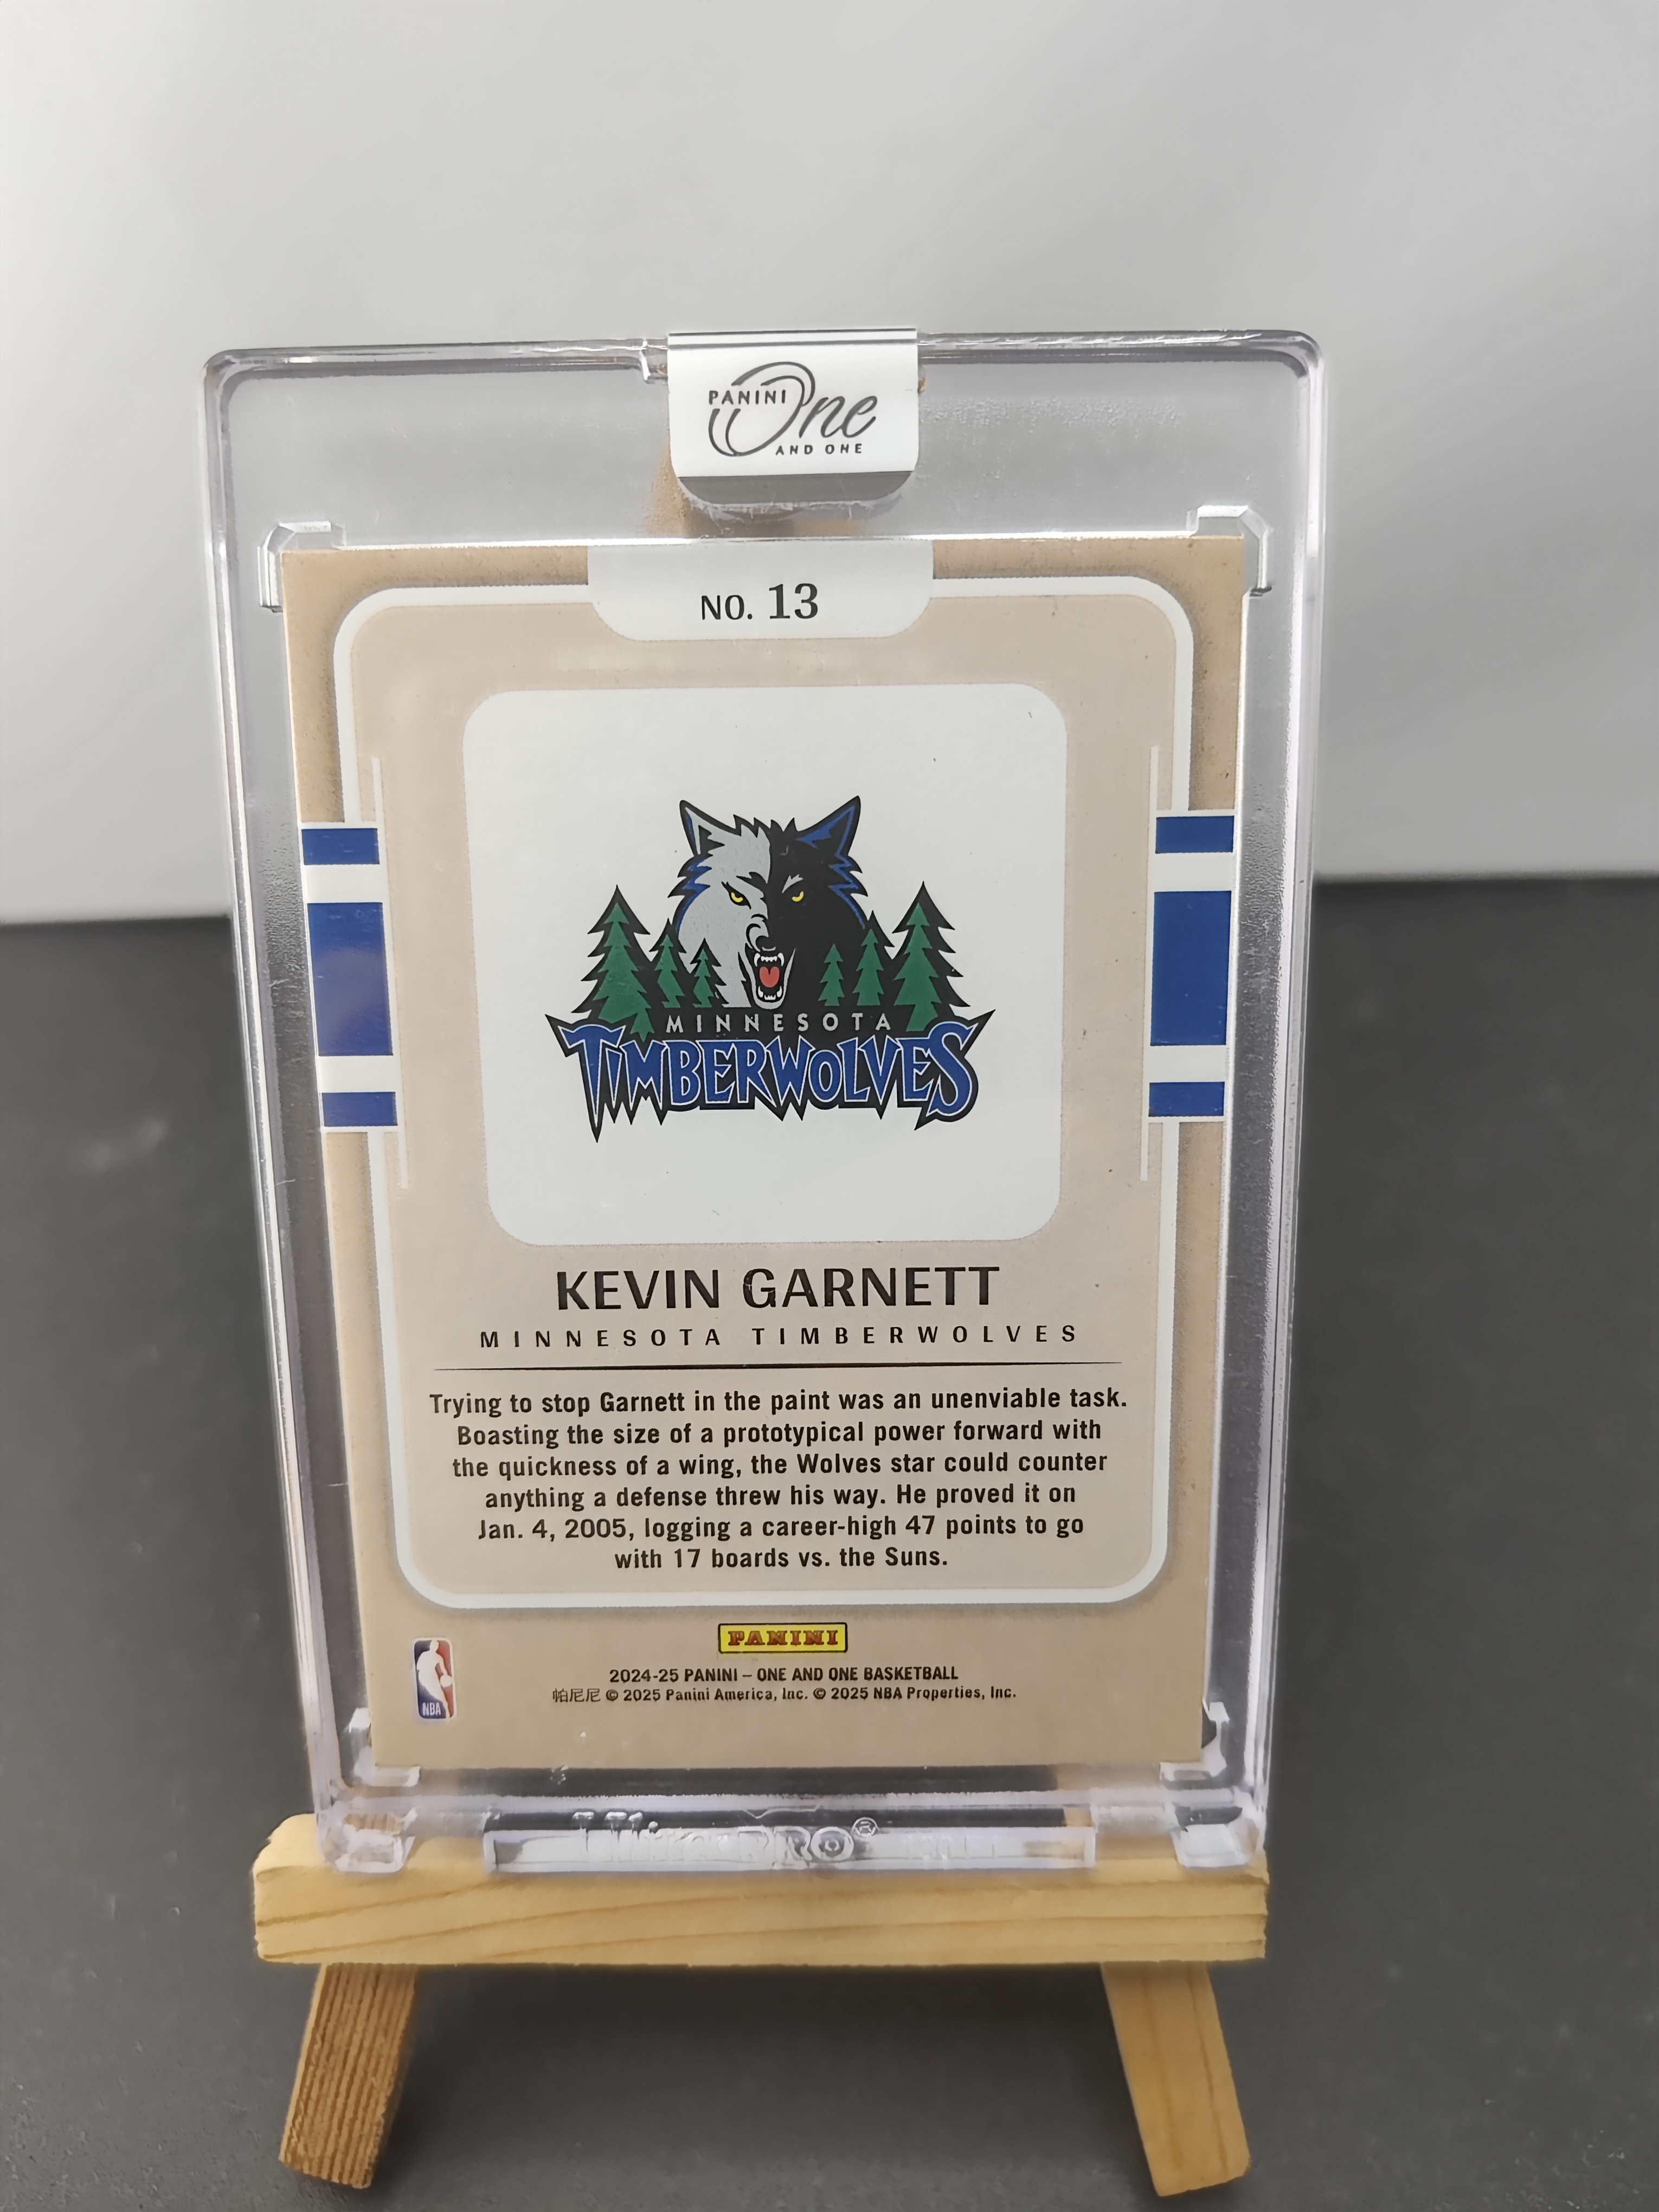 PANINI
One
AND ONE
NO. 13
MINNESOTA
TIMBERWOLVES
KEVIN GARNETT
MINNESOTA TIMBERWOLVES
Trying to stop Garnett in the paint was an unenviable task.
Boasting the size of a prototypical power forward with
the quickness of a wing, the Wolves star could counter
anything a defense threw his way. He proved it on
Jan. 4, 2005, logging a career-high 47 points to go
with 17 boards vs. the Suns.
PANINI
NBA
2024-25 PANINI – ONE AND ONE BASKETBALL
帕尼尼 © 2025 Panini America, Inc. © 2025 NBA Properties, Inc.
Ultra PRO®